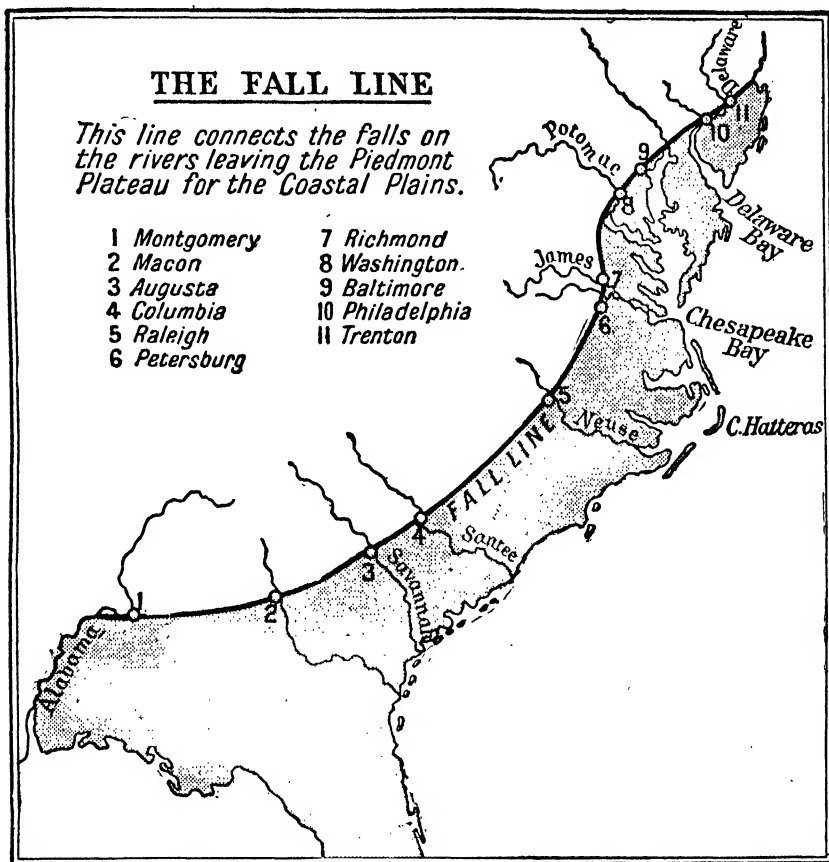 THE FALL LINE
This line connects the falls on
the rivers leaving the Piedmont
Plateau for the Coastal Plains.
1 Montgomery
2 Macon
3 Augusta
4 Columbia
5 Raleigh
6 Petersburg
7 Richmond
8 Washington.
9 Baltimore
10 Philadelphia
11 Trenton
Delaware
11
10
Potomac
9
8
Delaware
Bay
James
7
6
Chesapeake
Bay
5
Neuse
C. Hatteras
FALL LINE
4
Santee
3
Savannah
2
1
Alabama